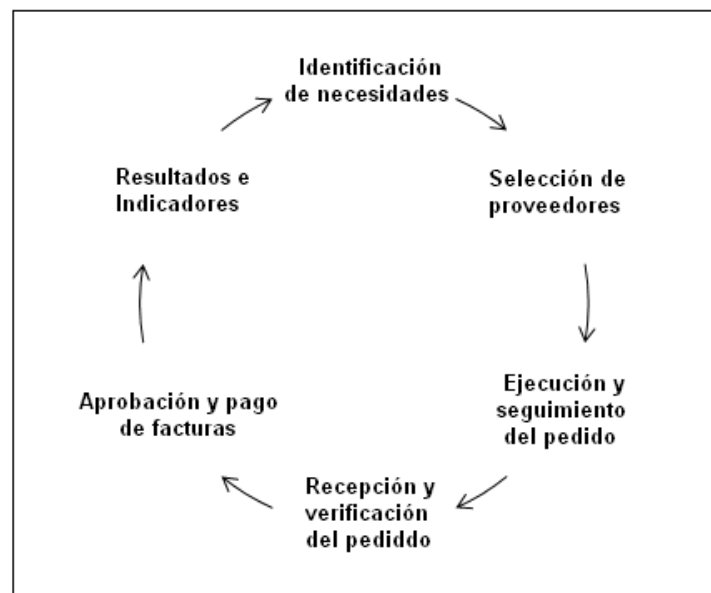 Identificación
de necesidades
Selección de
proveedores
Ejecución y
seguimiento
del pedido
Recepción y
verificación
del pediddo
Aprobación y pago
de facturas
Resultados e
Indicadores